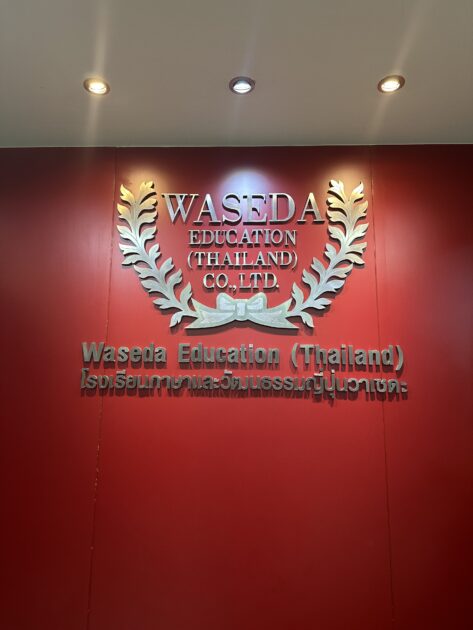 WASEDA
EDUCATION
(THAILAND)
CO.,LTD.
Waseda Education (Thailand)
โรงเรียนภาษาและวัฒนธรรมญี่ปุ่นวาเซดะ